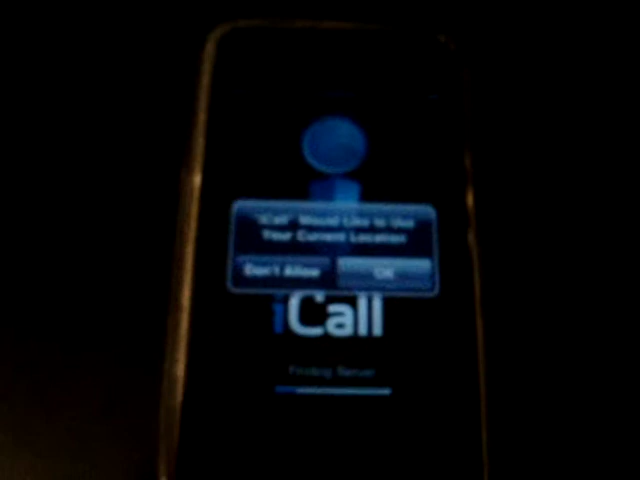 "iCall" Would Like to Use
Your Current Location
Don't Allow
OK
iCall
Finding Server